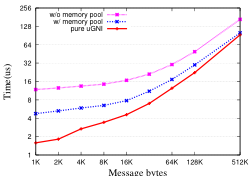 256
128
64
32
16
8
4
2
1
Time(us)
w/o memory pool
w/ memory pool
pure uGNI
1K 2K 4K 8K 16K 64K 128K 512K
Message bytes